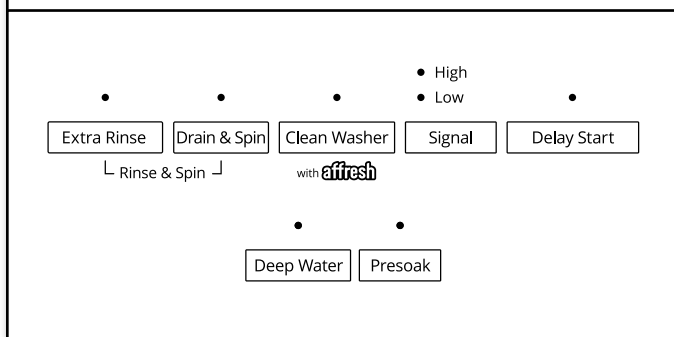 High
Low
Extra Rinse Drain & Spin Clean Washer Signal Delay Start
Rinse & Spin with affresh
Deep Water Presoak